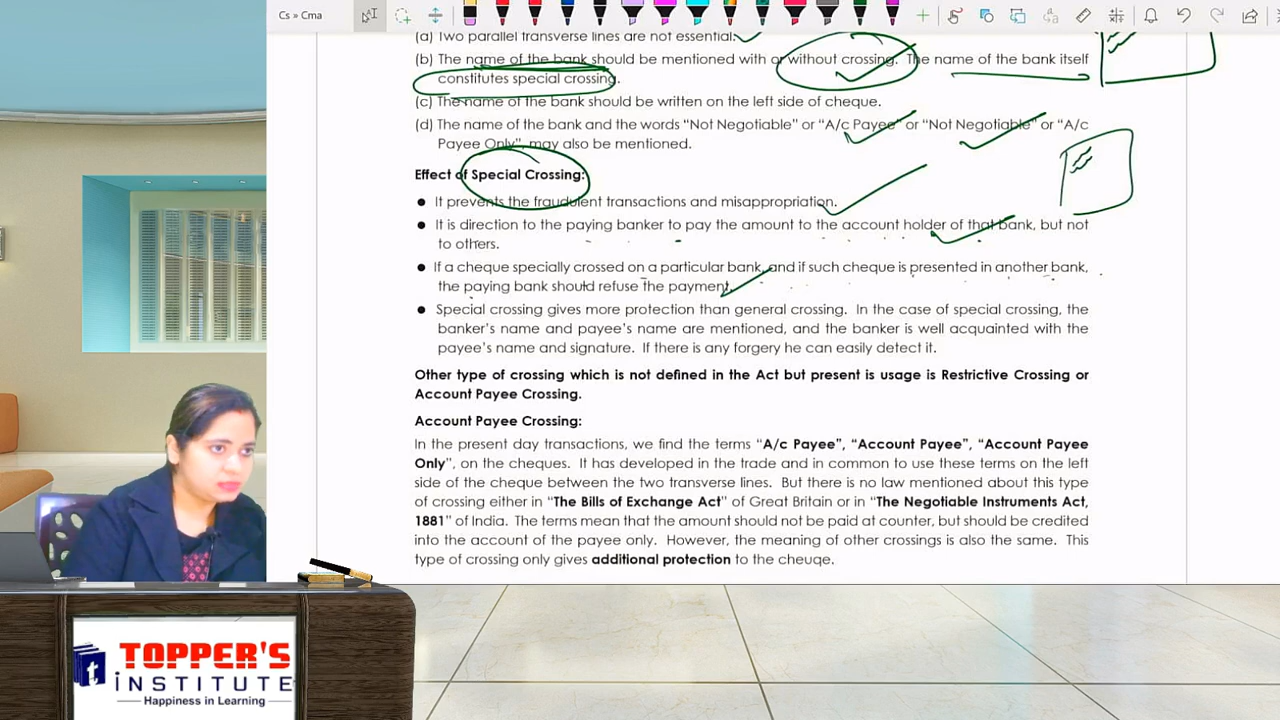 Cs » Cma
(a) Two parallel transverse lines are not essential.
(b) The name of the bank should be mentioned with or without crossing. The name of the bank itself
constitutes special crossing.
(c) The name of the bank should be written on the left side of cheque.
(d) The name of the bank and the words “Not Negotiable” or “A/c Payee” or “Not Negotiable” or “A/c
Payee Only”, may also be mentioned.
Effect of Special Crossing:
● It prevents the fraudulent transactions and misappropriation.
● It is direction to the paying banker to pay the amount to the account holder of that bank, but not
to others.
● If a cheque specially crossed on a particular bank, and if such cheque is presented in another bank,
the paying bank should refuse the payment.
● Special crossing gives more protection than general crossing. In the case of special crossing, the
banker’s name and payee’s name are mentioned, and the banker is well acquainted with the
payee’s name and signature. If there is any forgery he can easily detect it.
Other type of crossing which is not defined in the Act but present is usage is Restrictive Crossing or
Account Payee Crossing.
Account Payee Crossing:
In the present day transactions, we find the terms “A/c Payee”, “Account Payee”, “Account Payee
Only”, on the cheques. It has developed in the trade and in common to use these terms on the left
side of the cheque between the two transverse lines. But there is no law mentioned about this type
of crossing either in “The Bills of Exchange Act” of Great Britain or in “The Negotiable Instruments Act,
1881” of India. The terms mean that the amount should not be paid at counter, but should be credited
into the account of the payee only. However, the meaning of other crossings is also the same. This
type of crossing only gives additional protection to the cheuqe.
t TOPPER'S
INSTITUTE
Happiness in Learning